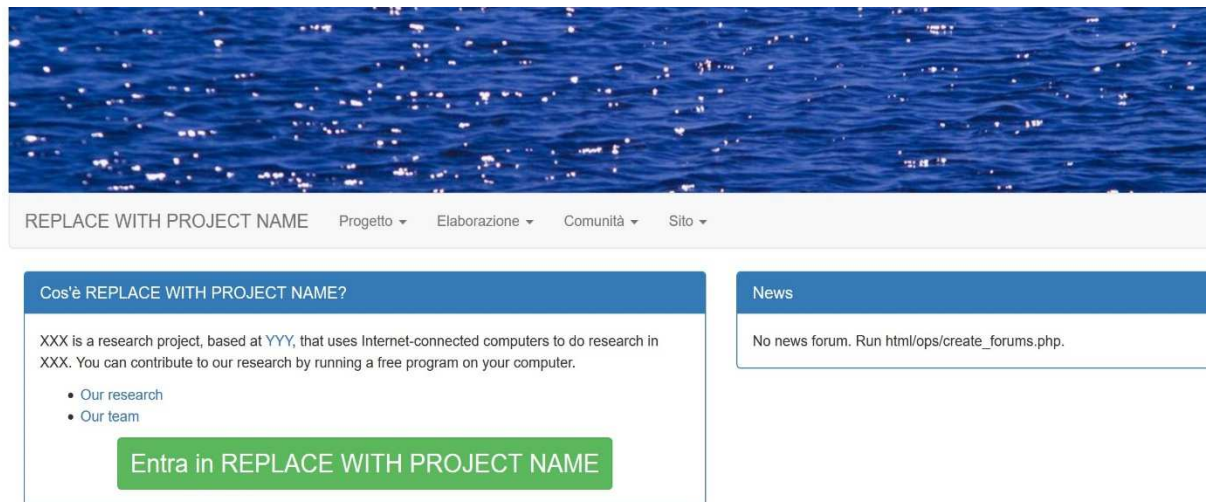 REPLACE WITH PROJECT NAME Progetto Elaborazione Comunità Sito
Cos'è REPLACE WITH PROJECT NAME?
XXX is a research project, based at YYY, that uses Internet-connected computers to do research in
XXX. You can contribute to our research by running a free program on your computer.
Our research
Our team
Entra in REPLACE WITH PROJECT NAME
News
No news forum. Run html/ops/create_forums.php.